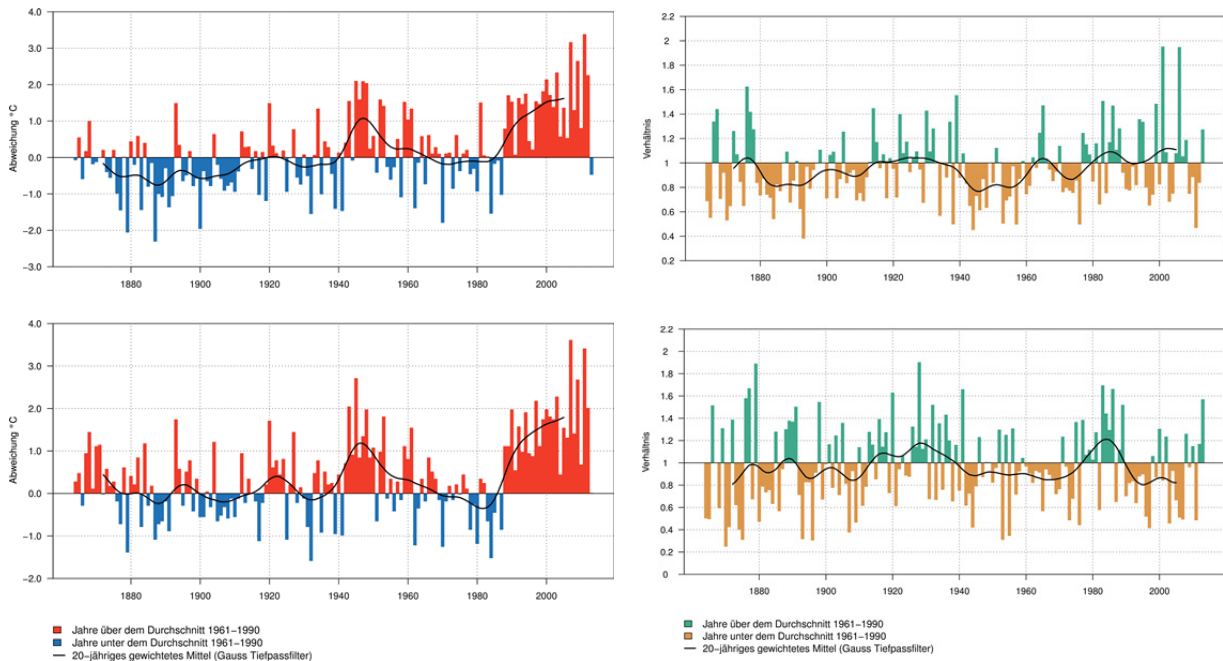 4.0
3.0
2.0
1.0
0.0
-1.0
-2.0
-3.0
Abweichung °C
1880 1900 1920 1940 1960 1980 2000
2.2
2
1.8
1.6
1.4
1.2
1
0.8
0.6
0.4
0.2
Verhältnis
1880 1900 1920 1940 1960 1980 2000
4.0
3.0
2.0
1.0
0.0
-1.0
-2.0
Abweichung °C
1880 1900 1920 1940 1960 1980 2000
Jahre über dem Durchschnitt 1961-1990
Jahre unter dem Durchschnitt 1961-1990
20-jähriges gewichtetes Mittel (Gauss Tiefpassfilter)
2.2
2
1.8
1.6
1.4
1.2
1
0.8
0.6
0.4
0.2
0
Verhältnis
1880 1900 1920 1940 1960 1980 2000
Jahre über dem Durchschnitt 1961-1990
Jahre unter dem Durchschnitt 1961-1990
20-jähriges gewichtetes Mittel (Gauss Tiefpassfilter)